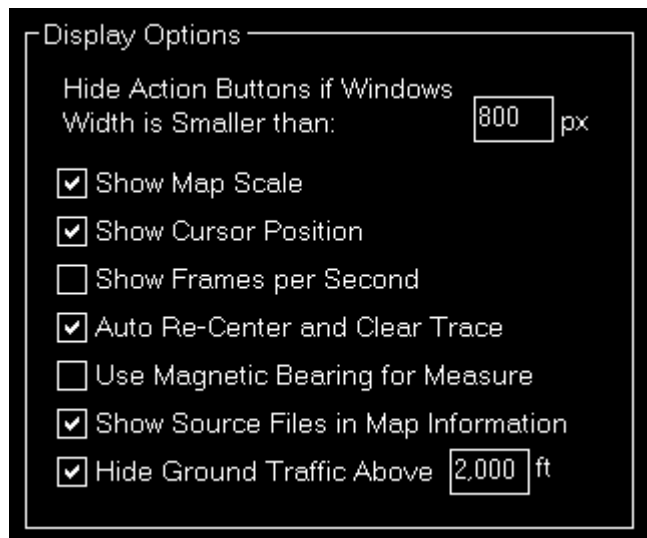 Display Options
Hide Action Buttons if Windows
Width is Smaller than: 800 px
Show Map Scale
Show Cursor Position
Show Frames per Second
Auto Re-Center and Clear Trace
Use Magnetic Bearing for Measure
Show Source Files in Map Information
Hide Ground Traffic Above 2,000 ft